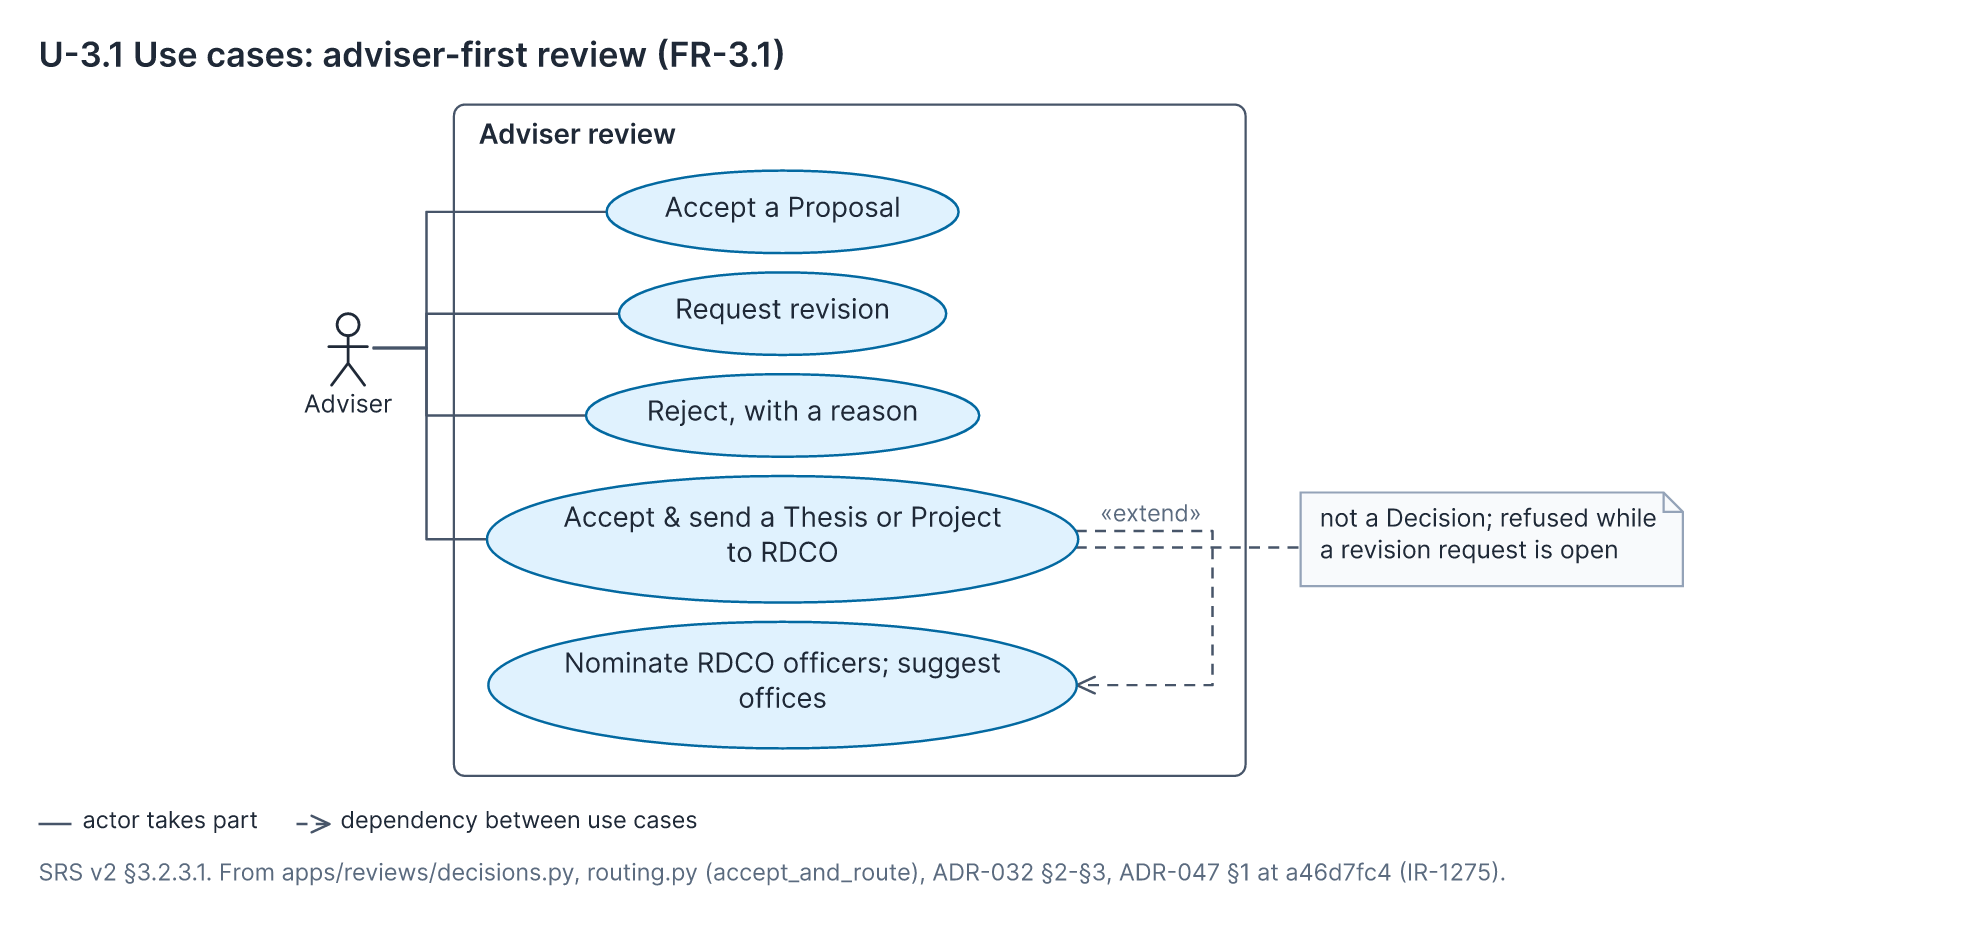 U-3.1 Use cases: adviser-first review (FR-3.1)
Adviser review
Accept a Proposal
Request revision
Adviser
Reject, with a reason
Accept & send a Thesis or Project
to RDCO
«extend»
not a Decision; refused while
a revision request is open
Nominate RDCO officers; suggest
offices
actor takes part
dependency between use cases
SRS v2 §3.2.3.1. From apps/reviews/decisions.py, routing.py (accept_and_route), ADR-032 §2-§3, ADR-047 §1 at a46d7fc4 (IR-1275).